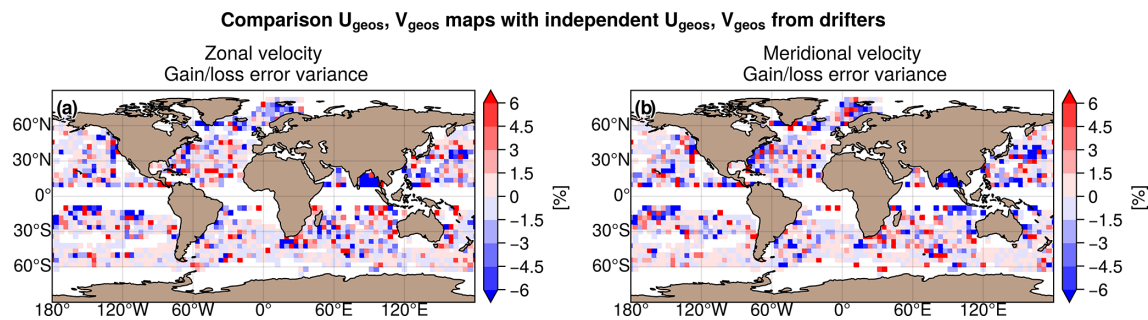 Comparison Ugeos, Vgeos maps with independent Ugeos, Vgeos from drifters
Zonal velocity
Gain/loss error variance
(a)
60°N
30°N
0°
30°S
60°S
180° 120°W 60°W 0° 60°E 120°E
6
4.5
3
1.5
0
−1.5
−3
−4.5
−6
[%]
Meridional velocity
Gain/loss error variance
(b)
60°N
30°N
0°
30°S
60°S
180° 120°W 60°W 0° 60°E 120°E
6
4.5
3
1.5
0
−1.5
−3
−4.5
−6
[%]